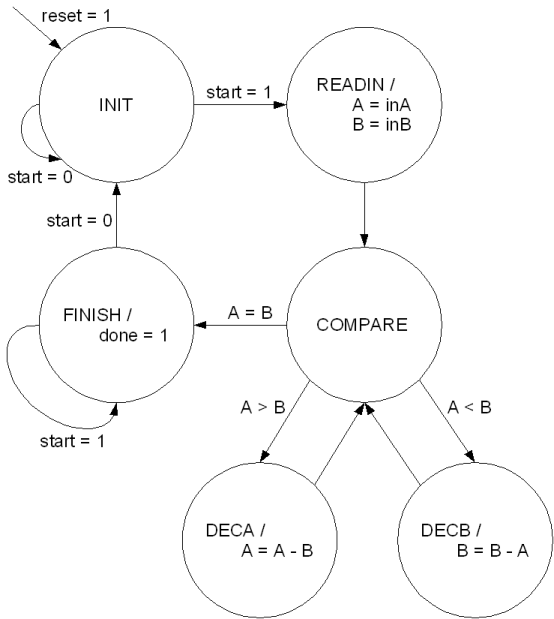 reset = 1
INIT
start = 1
READIN /
A = inA
B = inB
start = 0
start = 0
FINISH /
done = 1
A = B
COMPARE
start = 1
A > B
A < B
DECA /
A = A - B
DECB /
B = B - A